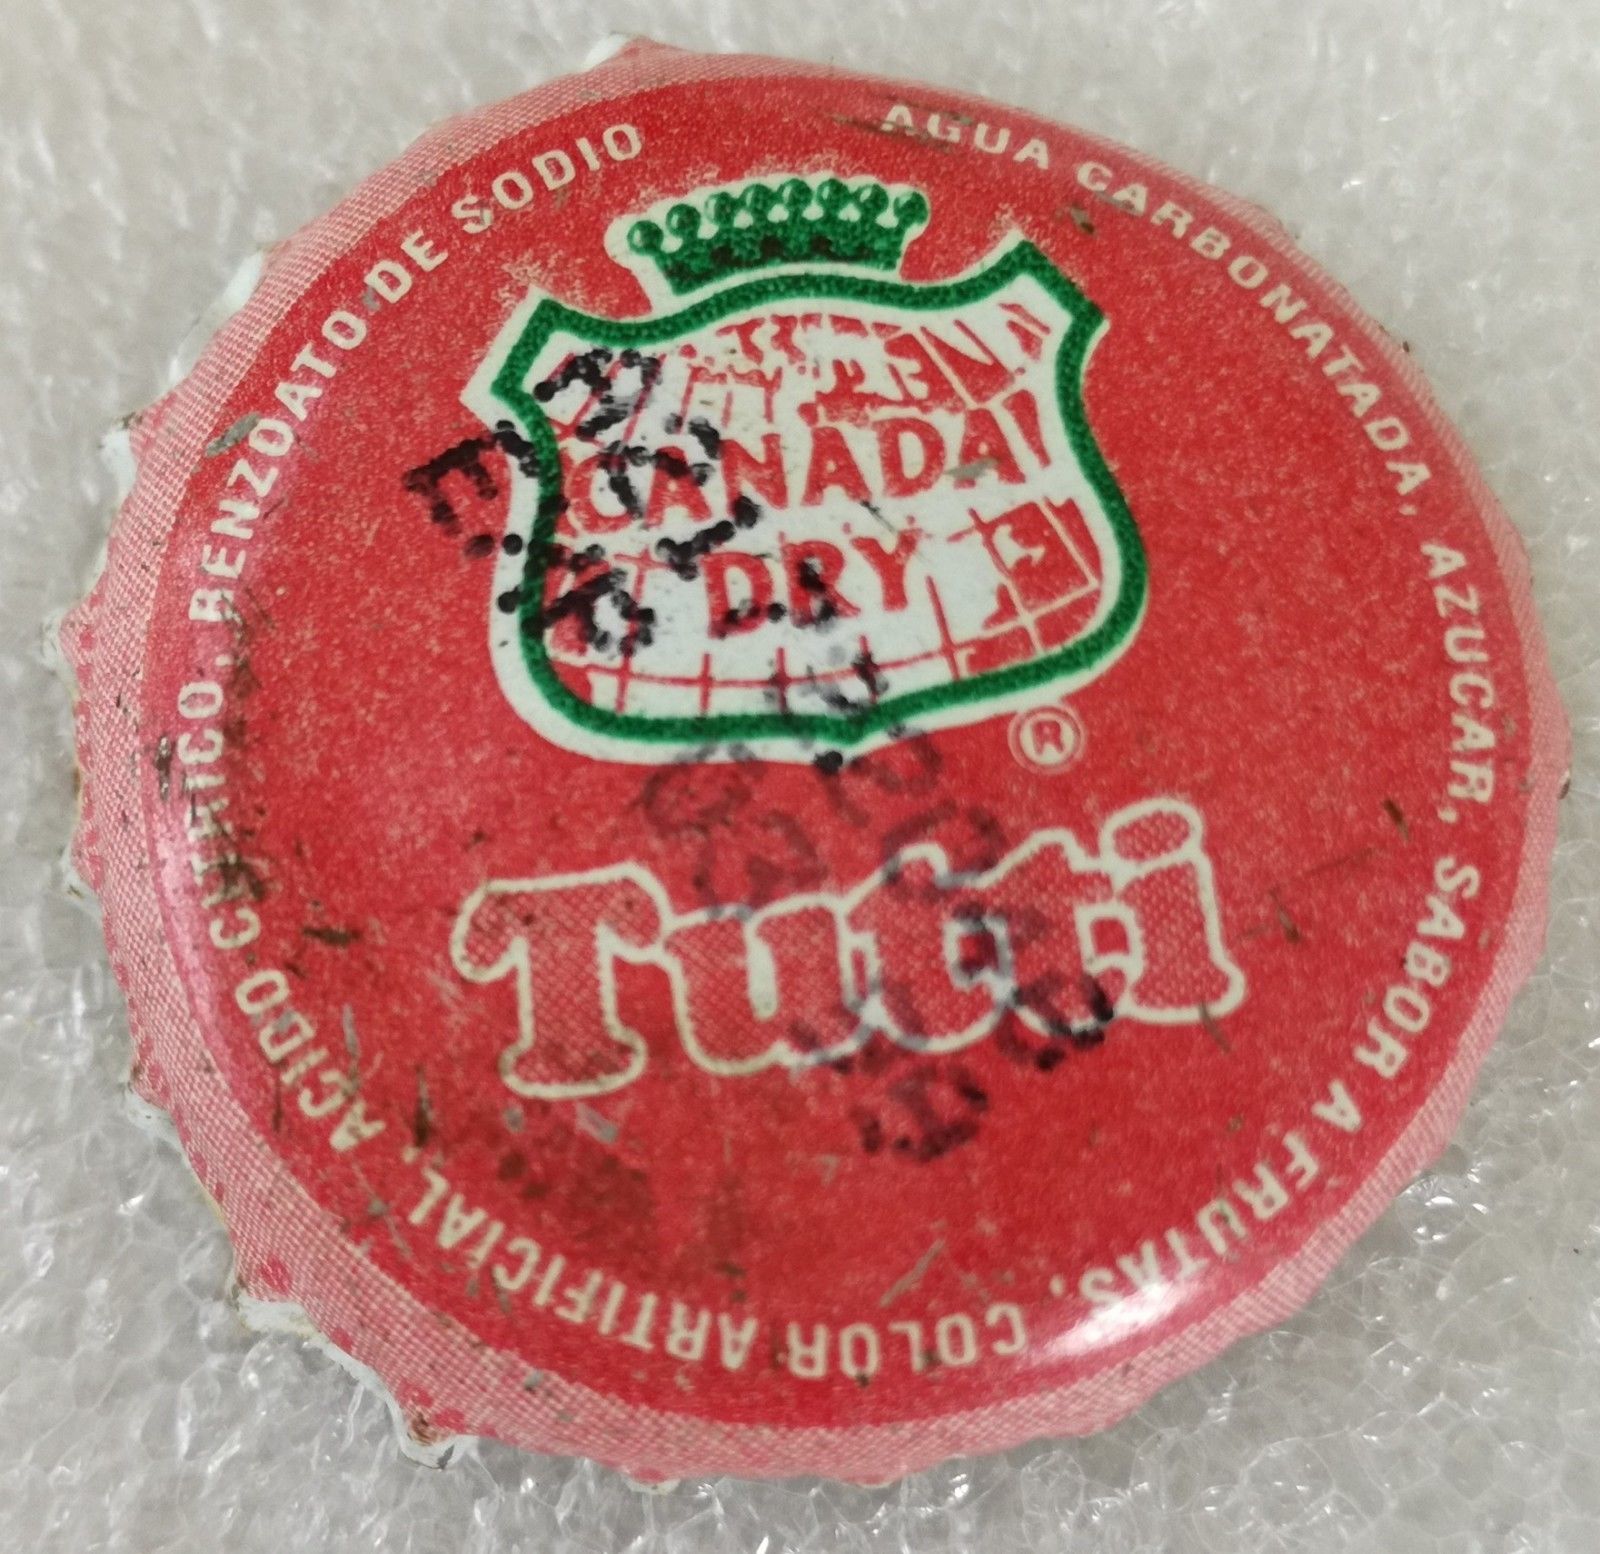 CANADA
DRY
®
Tutti
AGUA CARBONATADA, AZUCAR, SABOR A FRUTAS, COLOR ARTIFICIAL, ACIDO CITRICO, BENZOATO DE SODIO